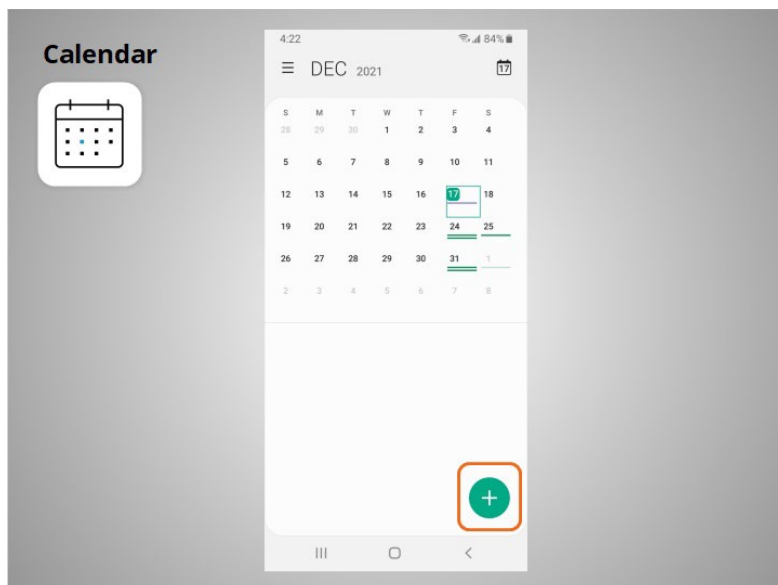 Calendar
4:22 84%
DEC 2021 17
S M T W T F S
28 29 30 1 2 3 4
5 6 7 8 9 10 11
12 13 14 15 16 17 18
19 20 21 22 23 24 25
26 27 28 29 30 31 1
2 3 4 5 6 7 8